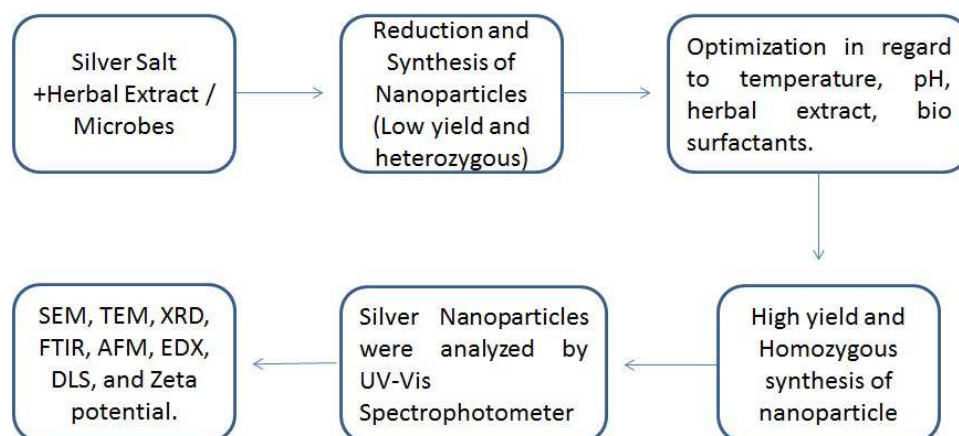 Silver Salt
+Herbal Extract /
Microbes
Reduction and
Synthesis of
Nanoparticles
(Low yield and
heterozygous)
Optimization in regard
to temperature, pH,
herbal extract, bio
surfactants.
High yield and
Homozygous
synthesis of
nanoparticle
Silver Nanoparticles
were analyzed by
UV-Vis
Spectrophotometer
SEM, TEM, XRD,
FTIR, AFM, EDX,
DLS, and Zeta
potential.